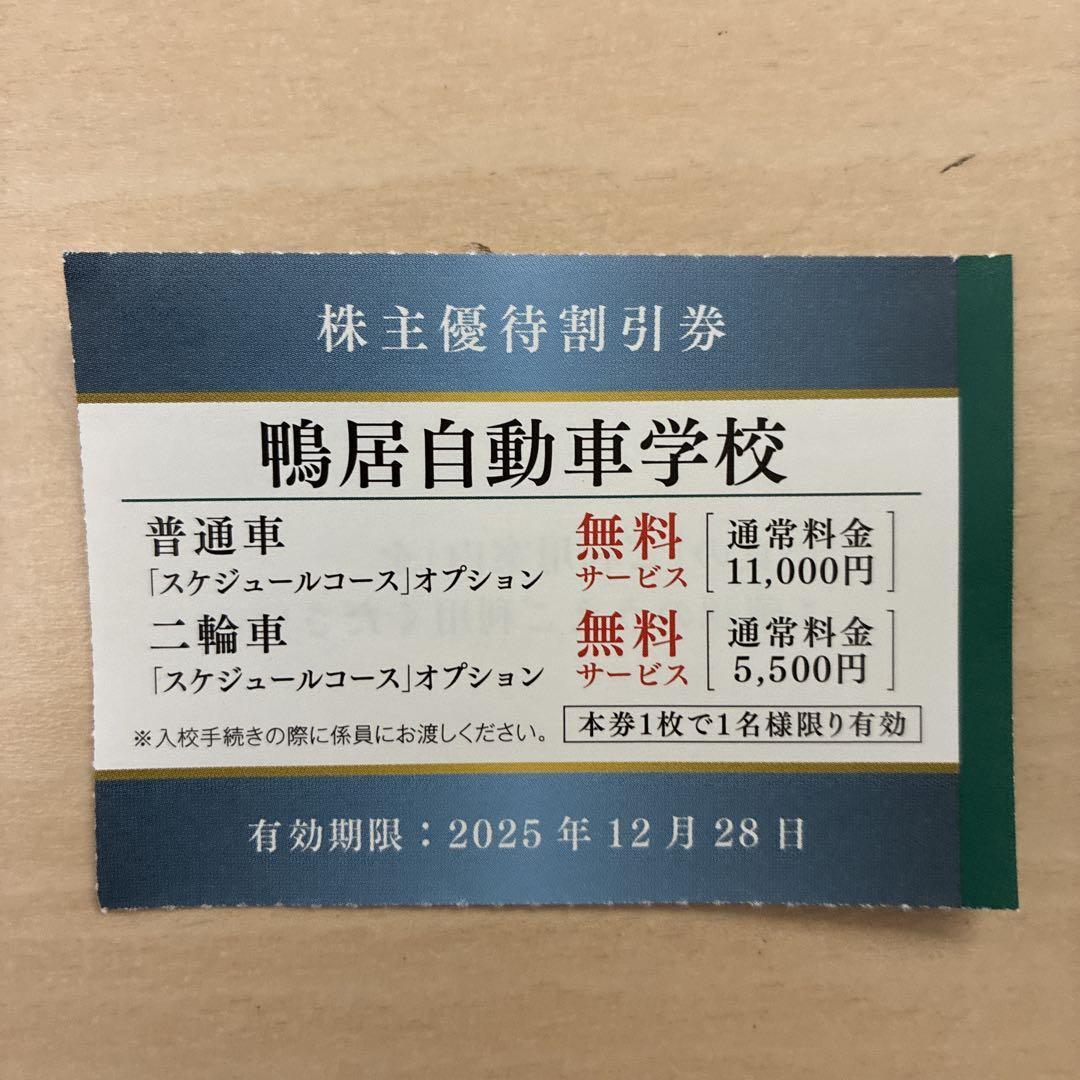 株主優待割引券
鴨居自動車学校
普通車
「スケジュールコース」オプション
無料
サービス
通常料金
11,000円
二輪車
「スケジュールコース」オプション
無料
サービス
通常料金
5,500円
※入校手続きの際に係員にお渡しください。
本券1枚で1名様限り有効
有効期限：2025年12月28日